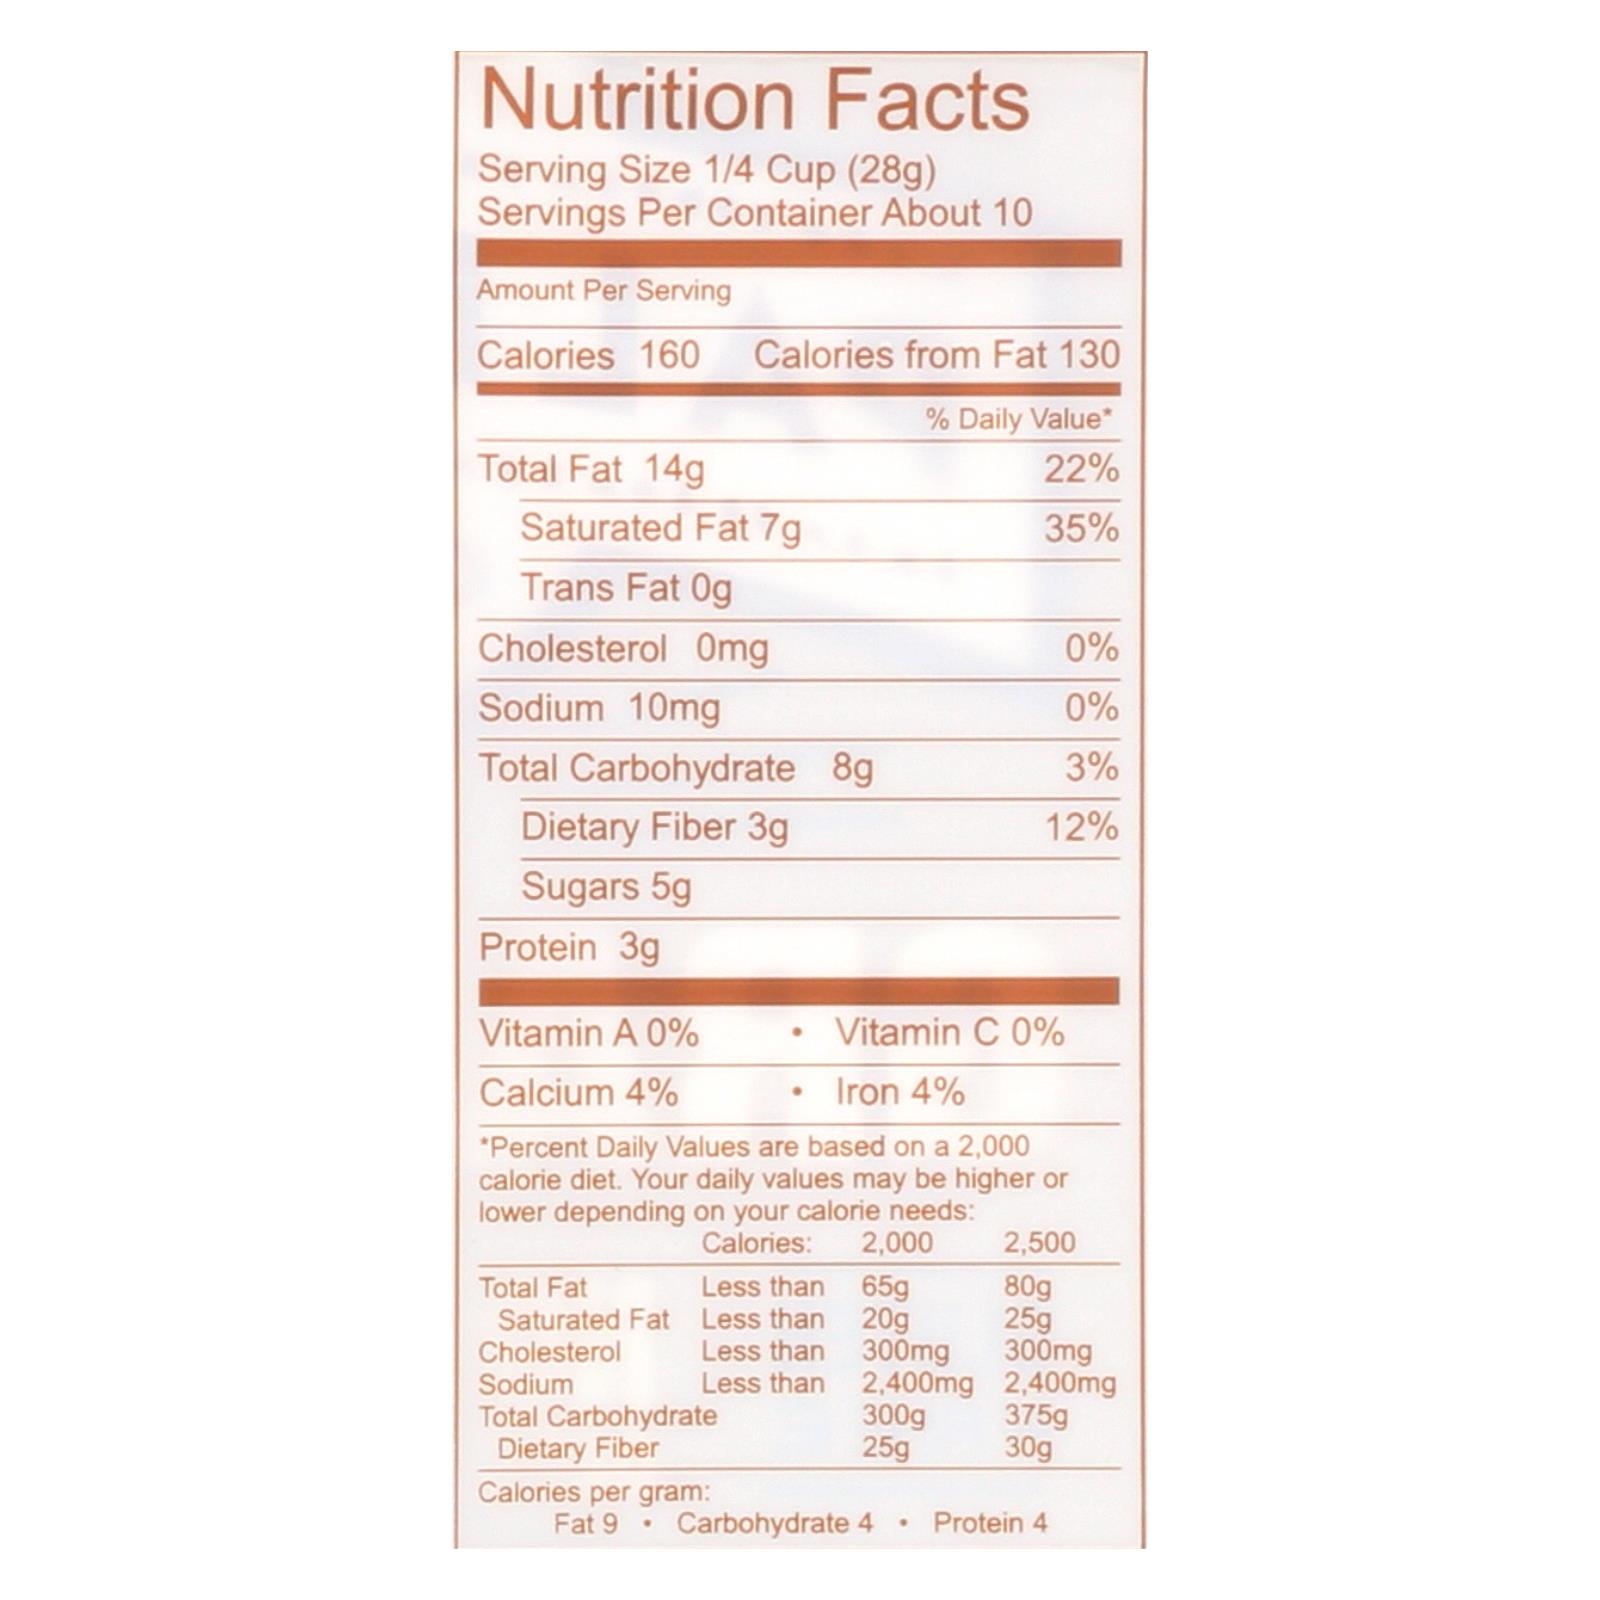 Nutrition Facts
Serving Size 1/4 Cup (28g)
Servings Per Container About 10
Amount Per Serving
Calories 160 Calories from Fat 130
% Daily Value*
Total Fat 14g 22%
Saturated Fat 7g 35%
Trans Fat 0g
Cholesterol 0mg 0%
Sodium 10mg 0%
Total Carbohydrate 8g 3%
Dietary Fiber 3g 12%
Sugars 5g
Protein 3g
Vitamin A 0% • Vitamin C 0%
Calcium 4% • Iron 4%
*Percent Daily Values are based on a 2,000
calorie diet. Your daily values may be higher or
lower depending on your calorie needs:
Calories: 2,000 2,500
Total Fat Less than 65g 80g
Saturated Fat Less than 20g 25g
Cholesterol Less than 300mg 300mg
Sodium Less than 2,400mg 2,400mg
Total Carbohydrate 300g 375g
Dietary Fiber 25g 30g
Calories per gram:
Fat 9 • Carbohydrate 4 • Protein 4